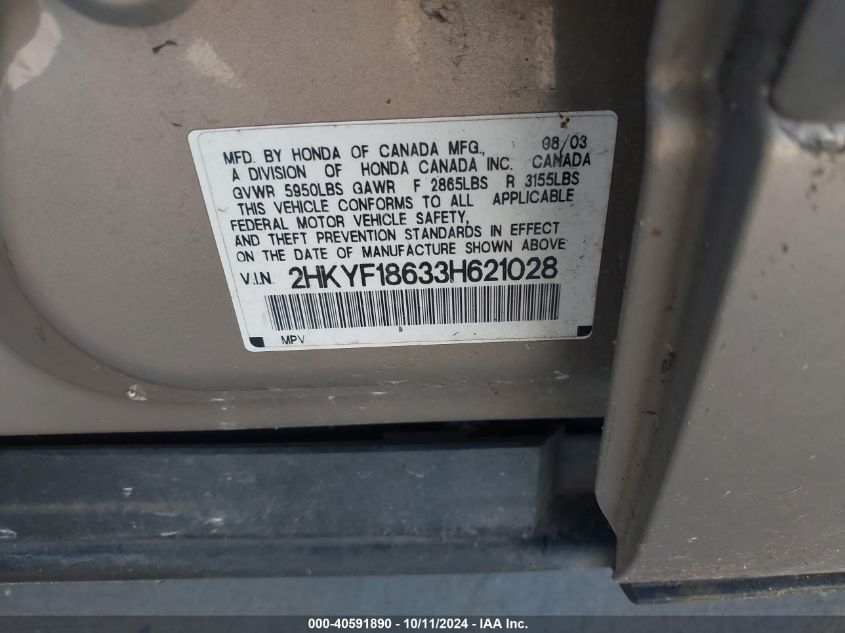 MFD. BY HONDA OF CANADA MFG., 08/03
A DIVISION OF HONDA CANADA INC. CANADA
GVWR 5950LBS GAWR F 2865LBS R 3155LBS
THIS VEHICLE CONFORMS TO ALL APPLICABLE
FEDERAL MOTOR VEHICLE SAFETY,
AND THEFT PREVENTION STANDARDS IN EFFECT
ON THE DATE OF MANUFACTURE SHOWN ABOVE
V.I.N. 2HKYF18633H621028
MPV
000-40591890 - 10/11/2024 - IAA Inc.